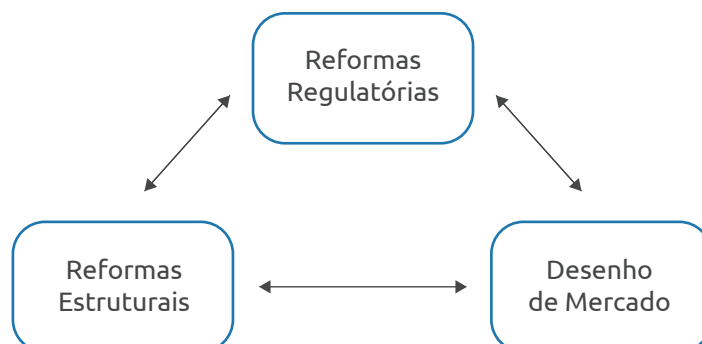 Reformas
Regulatórias
Reformas
Estruturais
Desenho
de Mercado